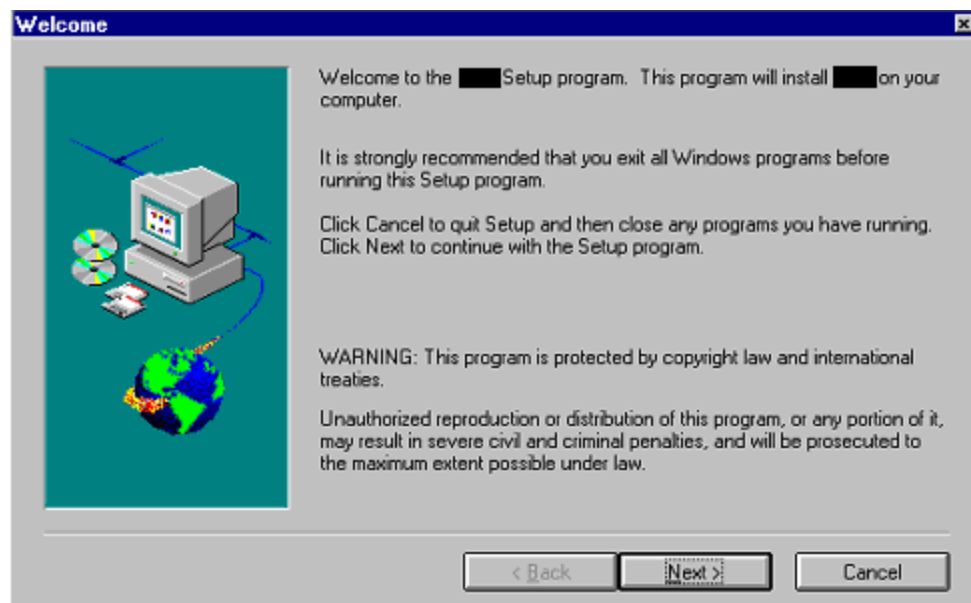 Welcome
Welcome to the Setup program. This program will install on your
computer.
It is strongly recommended that you exit all Windows programs before
running this Setup program.
Click Cancel to quit Setup and then close any programs you have running.
Click Next to continue with the Setup program.
WARNING: This program is protected by copyright law and international
treaties.
Unauthorized reproduction or distribution of this program, or any portion of it,
may result in severe civil and criminal penalties, and will be prosecuted to
the maximum extent possible under law.
< Back
Next >
Cancel